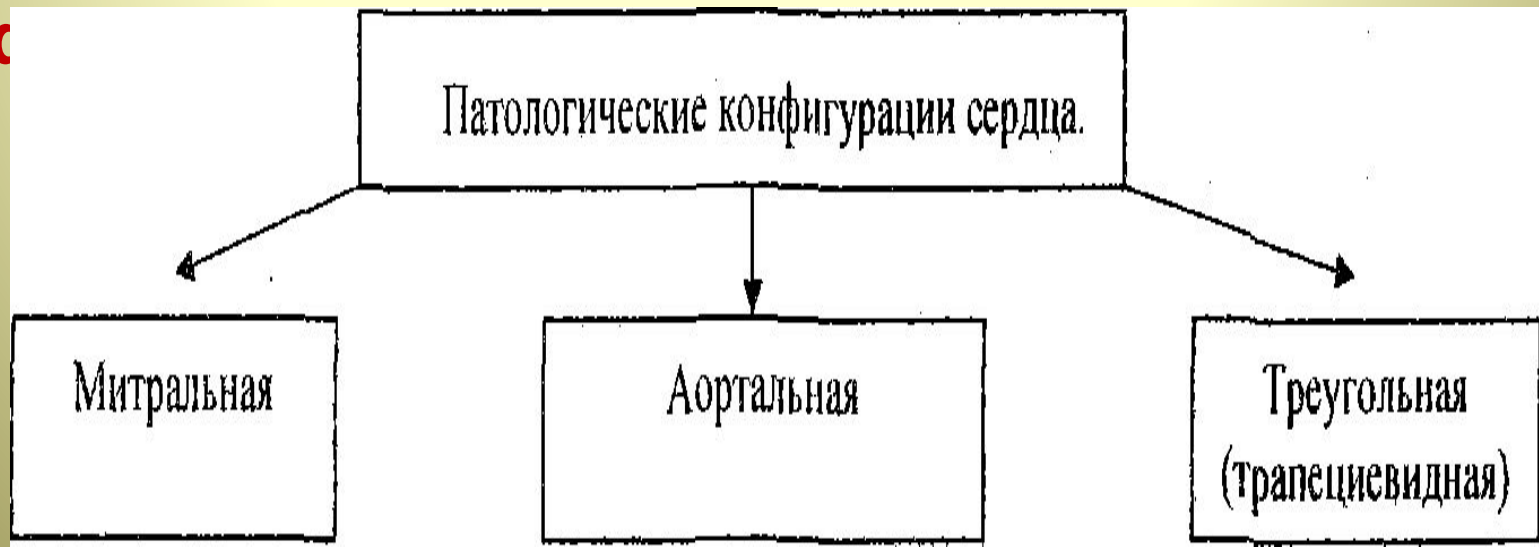 Патологические конфигурации сердца.
Митральная
Аортальная
Треугольная
(трапециевидная)